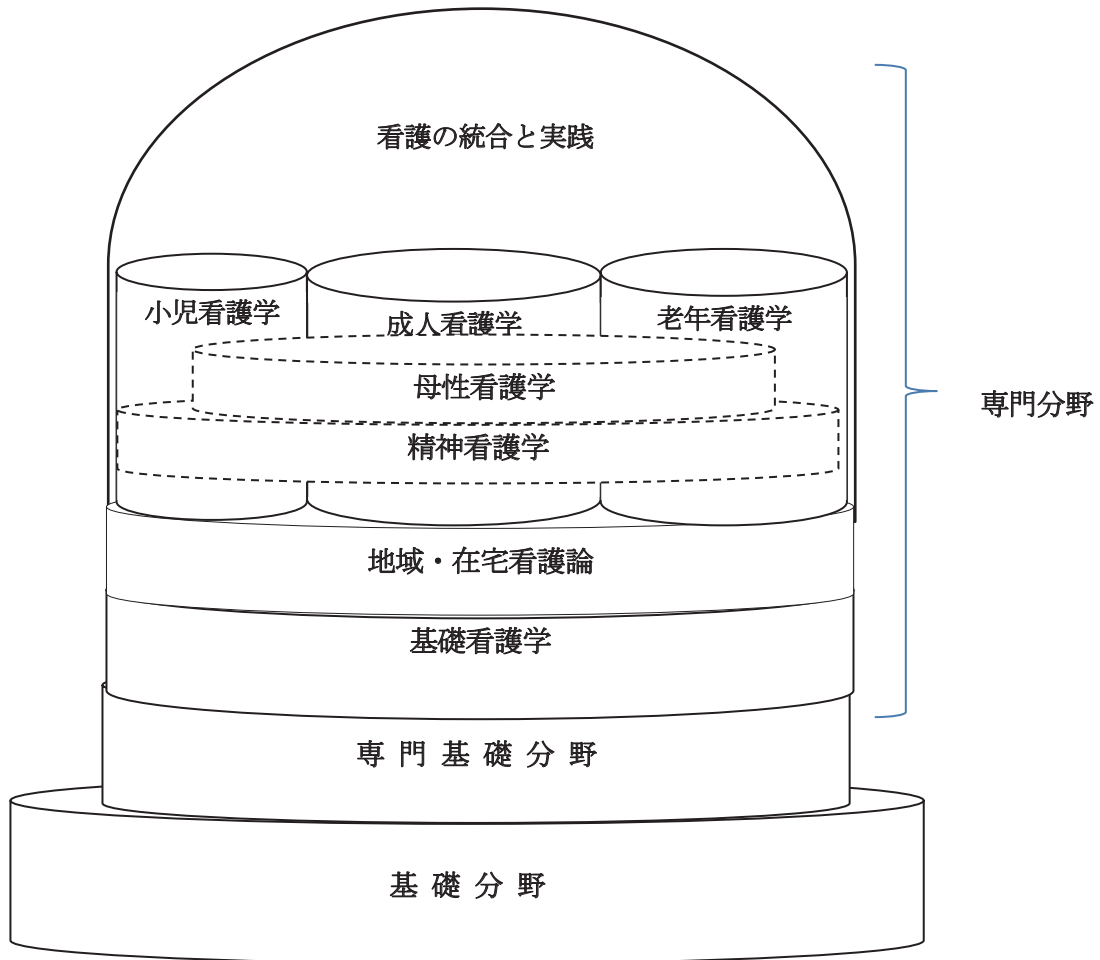 看護の統合と実践
小児看護学
成人看護学
老年看護学
母性看護学
専門分野
精神看護学
地域・在宅看護論
基礎看護学
専門基礎分野
基礎分野